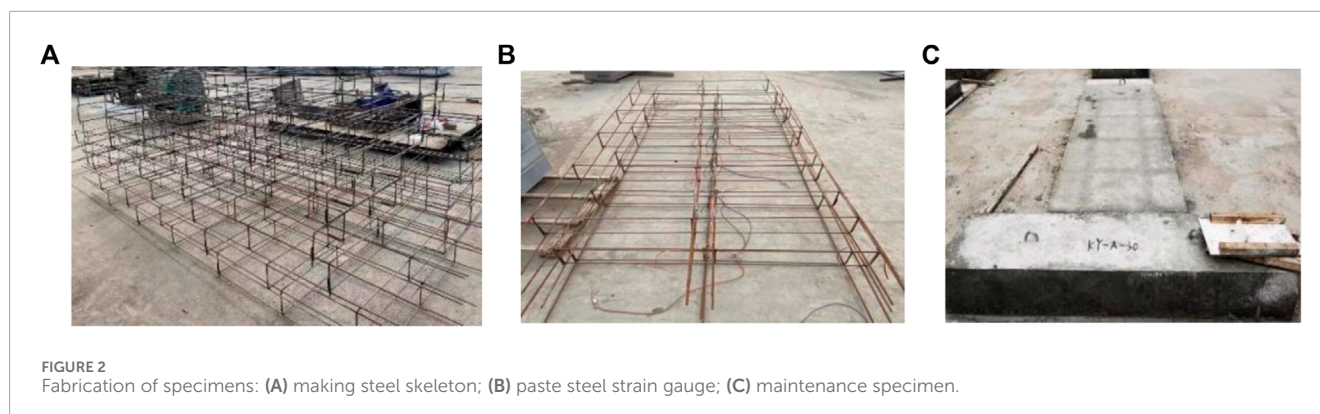 A
B
C
KY-A-30
FIGURE 2
Fabrication of specimens: (A) making steel skeleton; (B) paste steel strain gauge; (C) maintenance specimen.